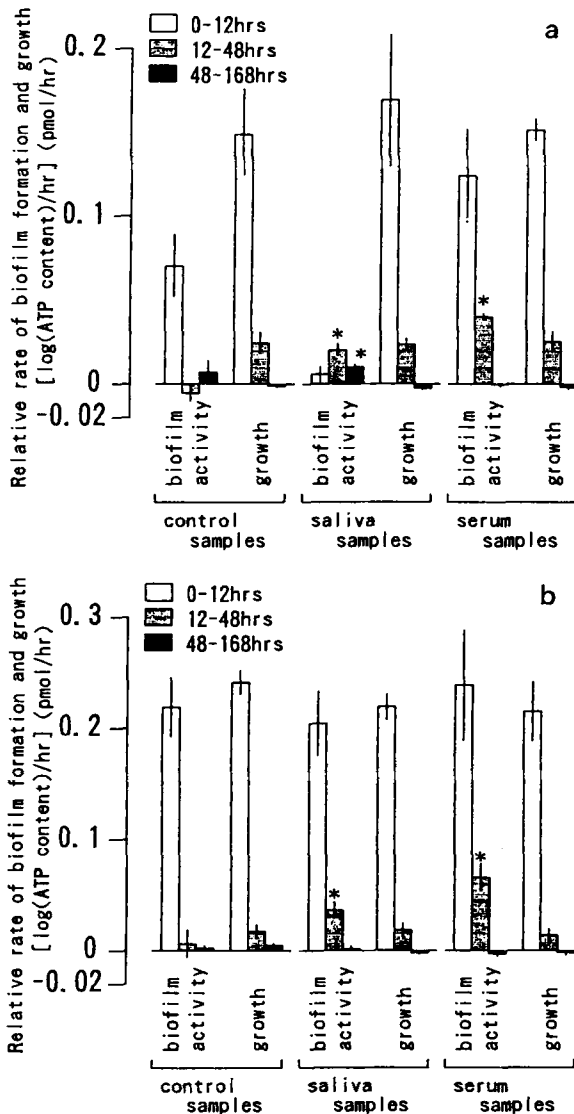 a
0-12hrs
12-48hrs
48-168hrs
Relative rate of biofilm formation and growth
[log(ATP content)/hr] (pmol/hr)
0.2
0.1
0
-0.02
*
*
*
biofilm
activity
growth
biofilm
activity
growth
biofilm
activity
growth
control
samples
saliva
samples
serum
samples
b
0-12hrs
12-48hrs
48-168hrs
Relative rate of biofilm formation and growth
[log(ATP content)/hr] (pmol/hr)
0.3
0.2
0.1
0
-0.02
*
*
biofilm
activity
growth
biofilm
activity
growth
biofilm
activity
growth
control
samples
saliva
samples
serum
samples